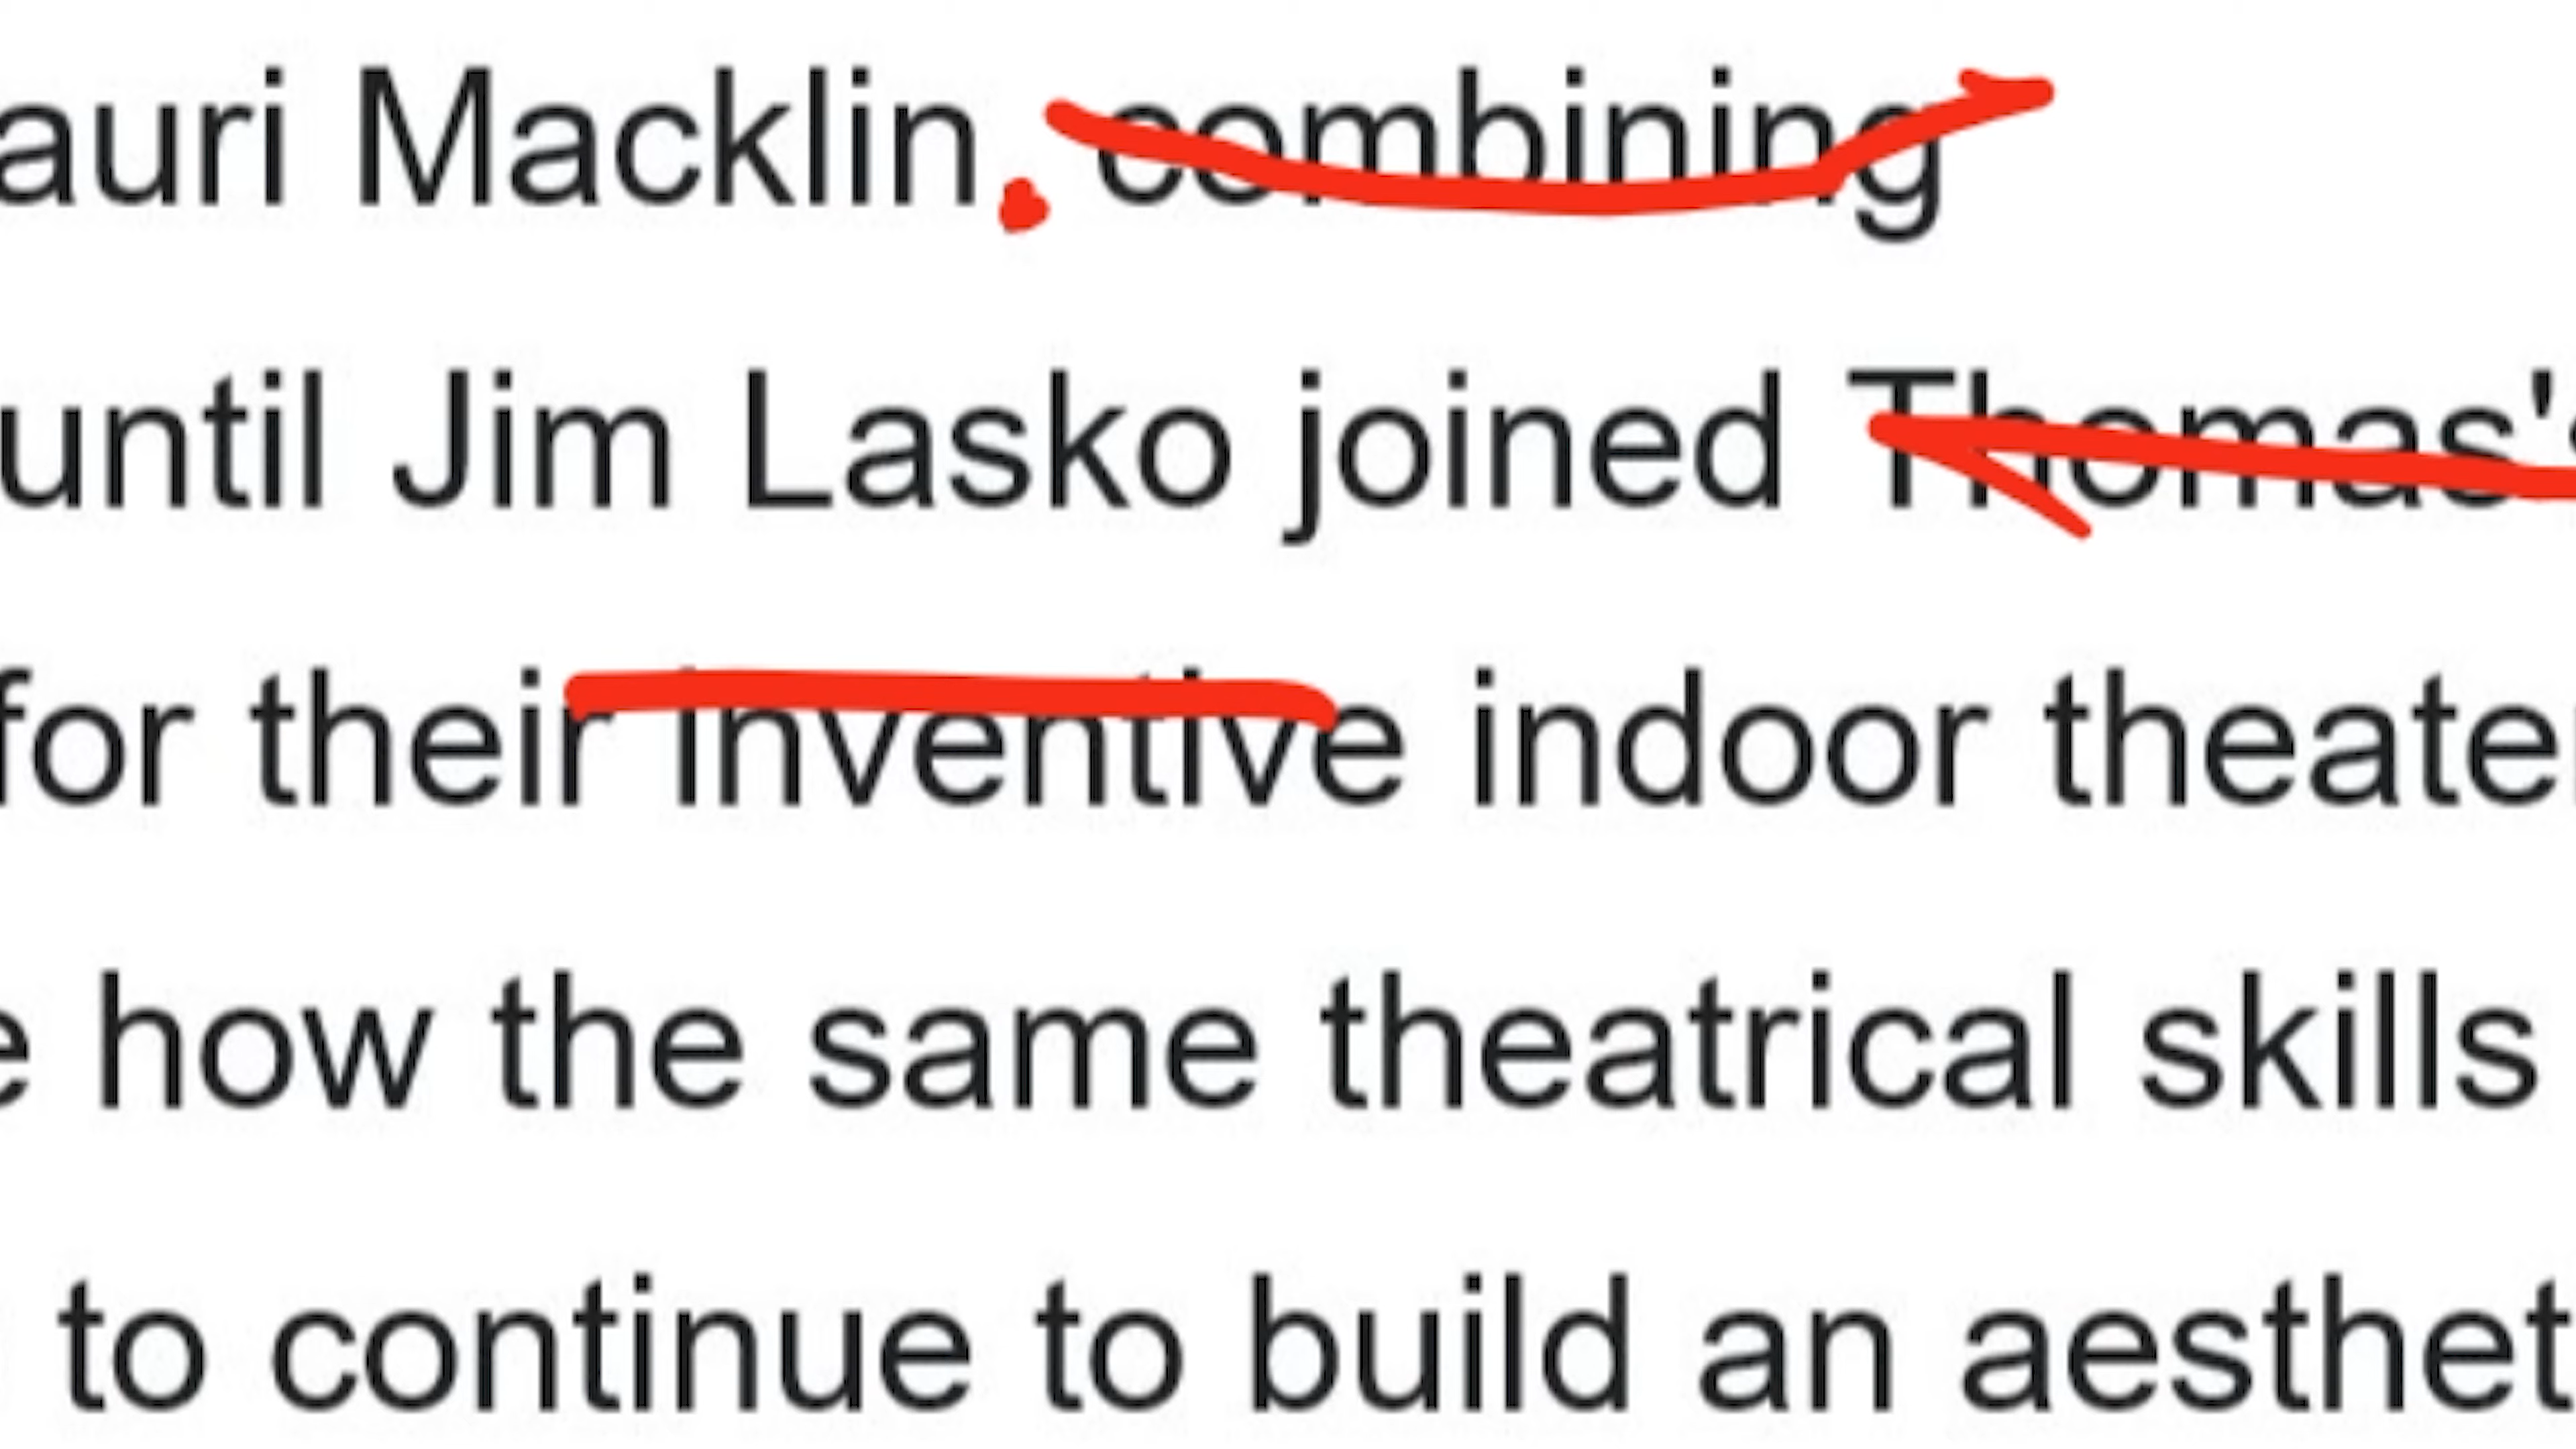 auri Macklin. combining
until Jim Lasko joined Thomas's
for their inventive indoor theater
e how the same theatrical skills
to continue to build an aesthet